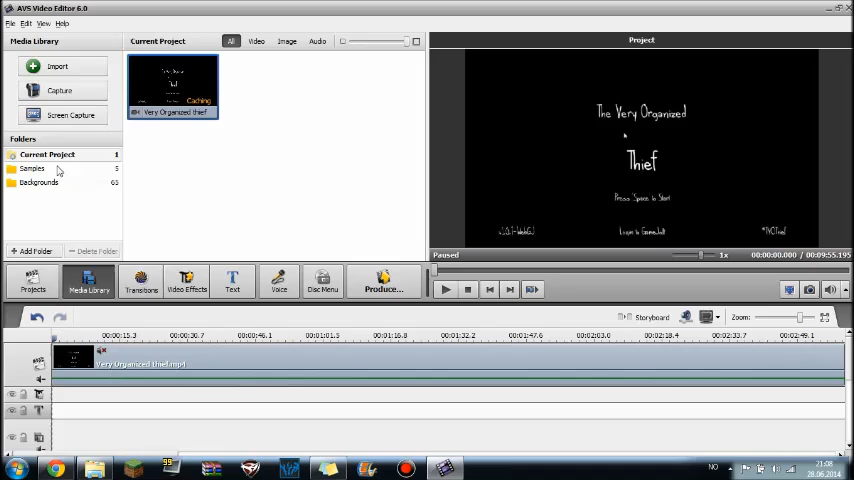 AVS Video Editor 6.0
File Edit View Help
Media Library
Import
Capture
Screen Capture
Folders
Current Project 1
Samples 5
Backgrounds 65
+ Add Folder − Delete Folder
Current Project All Video Image Audio
Caching
Very Organized thief
Project
The Very Organized
Thief
Press 'Space' to Start
Login to GameJolt
Paused 1x 00:00:00.000 / 00:09:55.195
Projects Media Library Transitions Video Effects Text Voice Disc Menu Produce...
Storyboard Zoom:
00:00:15.3 00:00:30.7 00:00:46.1 00:01:01.5 00:01:16.8 00:01:32.2 00:01:47.6 00:02:03.0 00:02:18.4 00:02:33.7 00:02:49.1
Very Organized thief.mp4
T
99
NO
21:08
28.06.2014